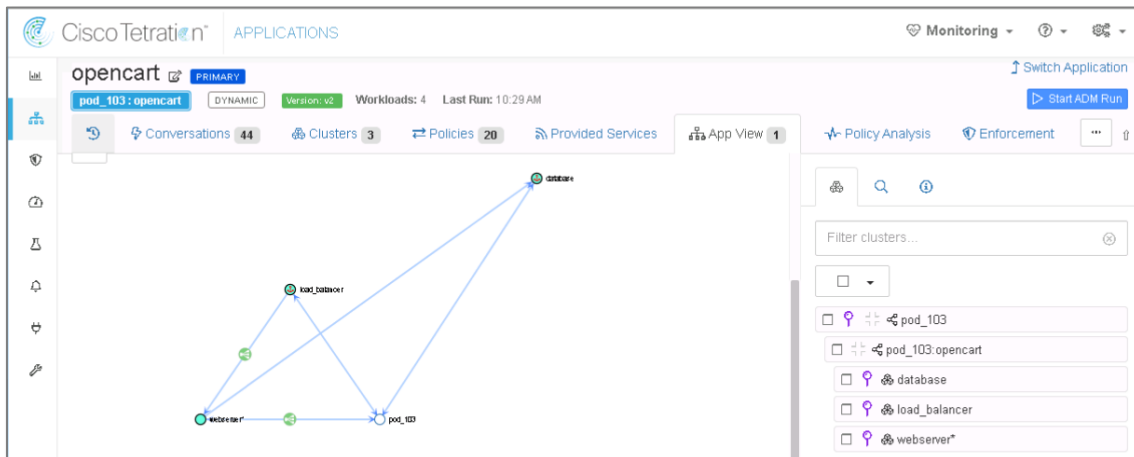 Cisco Tetration™ APPLICATIONS Monitoring
opencart PRIMARY
Switch Application
pod_103 : opencart DYNAMIC Version: v2 Workloads: 4 Last Run: 10:29 AM
Start ADM Run
Conversations 44 Clusters 3 Policies 20 Provided Services App View 1 Policy Analysis Enforcement ...
database
Filter clusters...
load_balancer
pod_103
pod_103:opencart
database
load_balancer
webserver*
webserver* pod_103